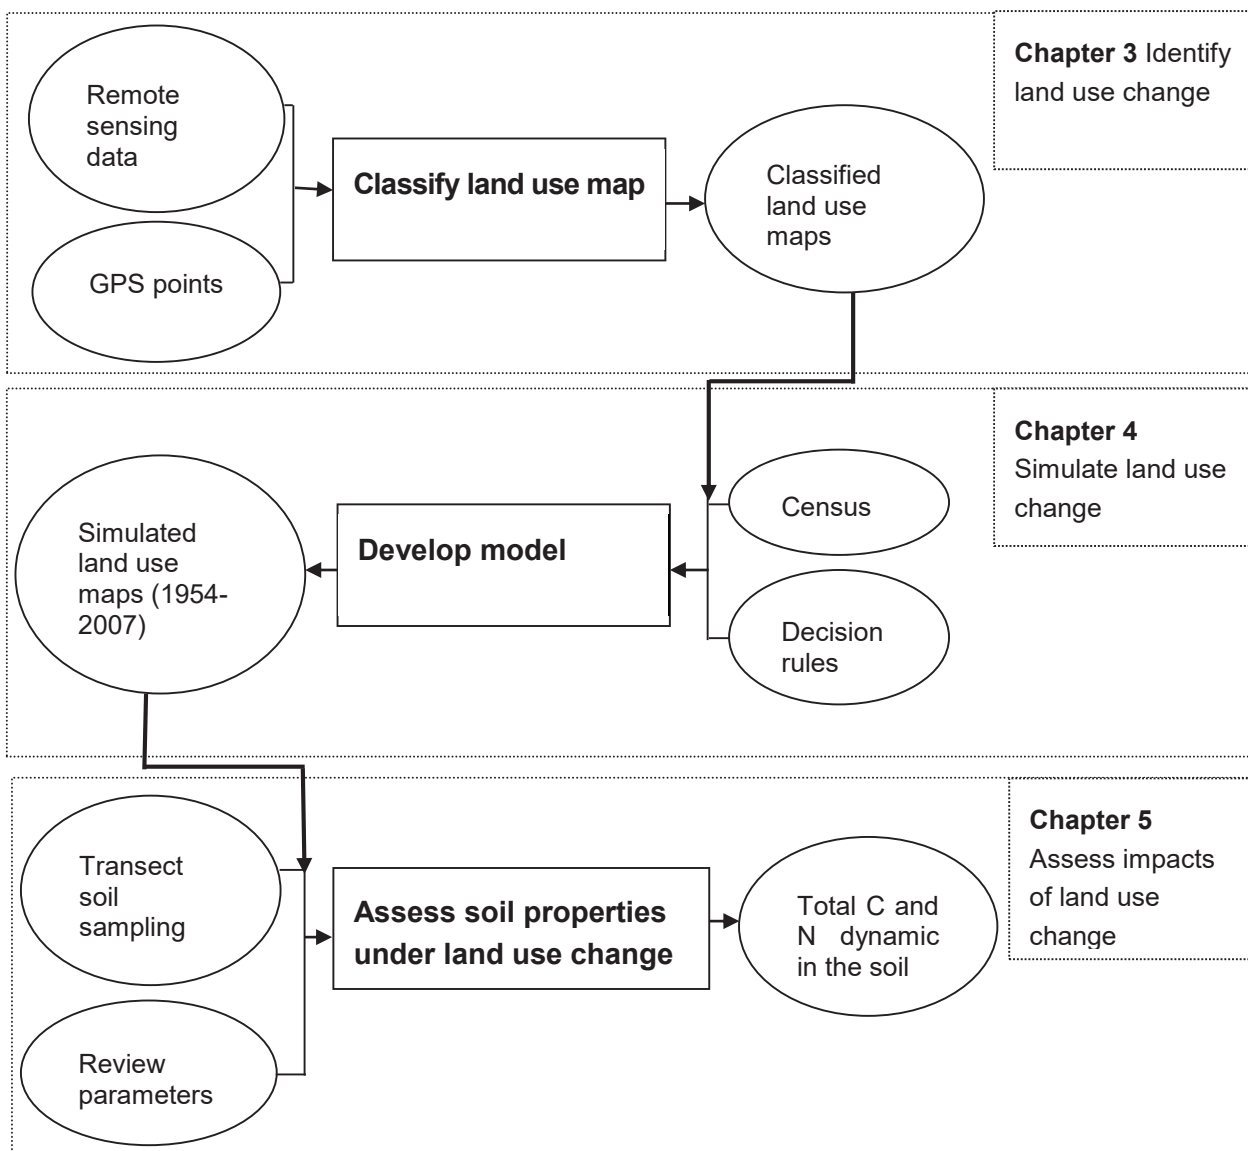 Remote
sensing
data
GPS points
Classify land use map
Classified
land use
maps
Chapter 3 Identify
land use change
Simulated
land use
maps (1954-
2007)
Develop model
Census
Decision
rules
Chapter 4
Simulate land use
change
Transect
soil
sampling
Review
parameters
Assess soil properties
under land use change
Total C and
N dynamic
in the soil
Chapter 5
Assess impacts
of land use
change